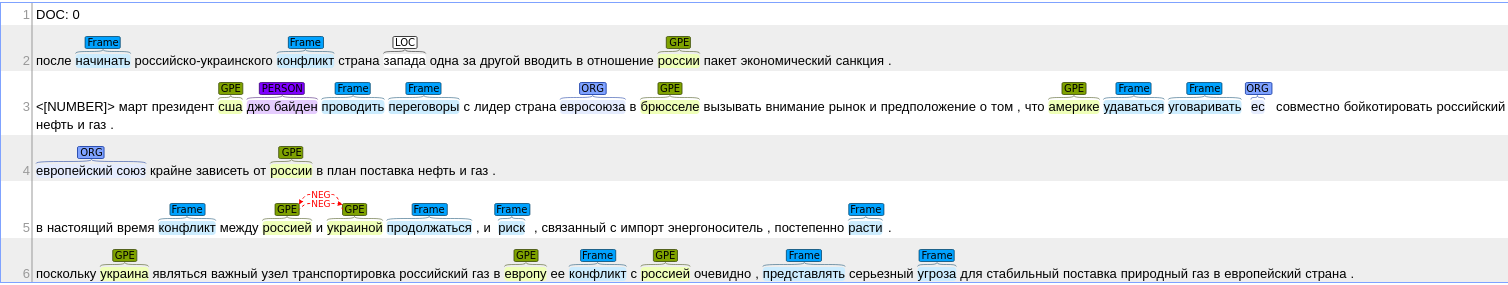 1 DOC: 0
Frame Frame LOC GPE
2 после начинать российско-украинского конфликт страна запада одна за другой вводить в отношение россии пакет экономический санкция .
GPE PERSON Frame Frame ORG GPE GPE Frame Frame ORG
3 <[NUMBER]> март президент сша джо байден проводить переговоры с лидер страна евросоюза в брюсселе вызывать внимание рынок и предположение о том , что америке удаваться уговаривать ес совместно бойкотировать российский
нефть и газ .
ORG GPE
4 европейский союз крайне зависеть от россии в план поставка нефть и газ .
-NEG-
-NEG-
Frame GPE GPE Frame Frame Frame
5 в настоящий время конфликт между россией и украиной продолжаться , и риск , связанный с импорт энергоноситель , постепенно расти .
GPE GPE Frame GPE Frame Frame
6 поскольку украина являться важный узел транспортировка российский газ в европу ее конфликт с россией очевидно , представлять серьезный угроза для стабильный поставка природный газ в европейский страна .